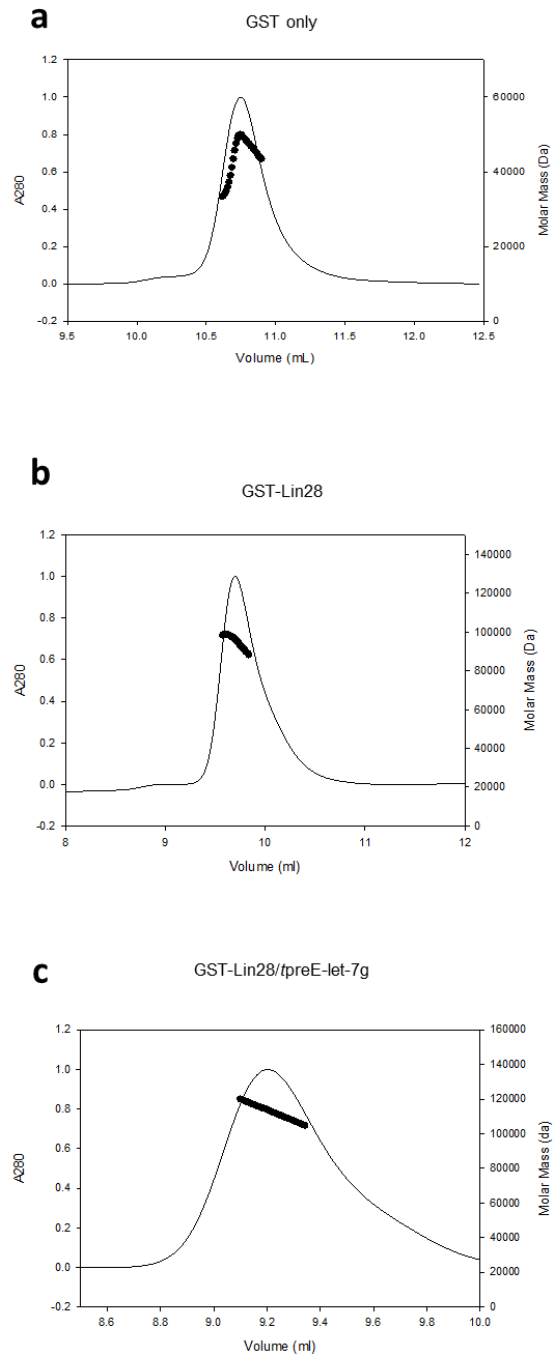 a
GST only
1.2
1.0
0.8
0.6
0.4
0.2
0.0
-0.2
A280
60000
40000
20000
0
Molar Mass (Da)
9.5 10.0 10.5 11.0 11.5 12.0 12.5
Volume (mL)
b
GST-Lin28
1.2
1.0
0.8
0.6
0.4
0.2
0.0
-0.2
A280
140000
120000
100000
80000
60000
40000
20000
0
Molar Mass (Da)
8 9 10 11 12
Volume (ml)
c
GST-Lin28/tpreE-let-7g
1.2
1.0
0.8
0.6
0.4
0.2
0.0
-0.2
A280
160000
140000
120000
100000
80000
60000
40000
20000
0
Molar Mass (da)
8.6 8.8 9.0 9.2 9.4 9.6 9.8 10.0
Volume (ml)